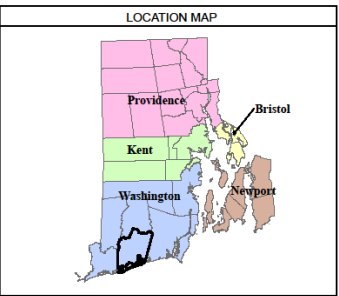 LOCATION MAP
Providence
Bristol
Kent
Washington
Newport